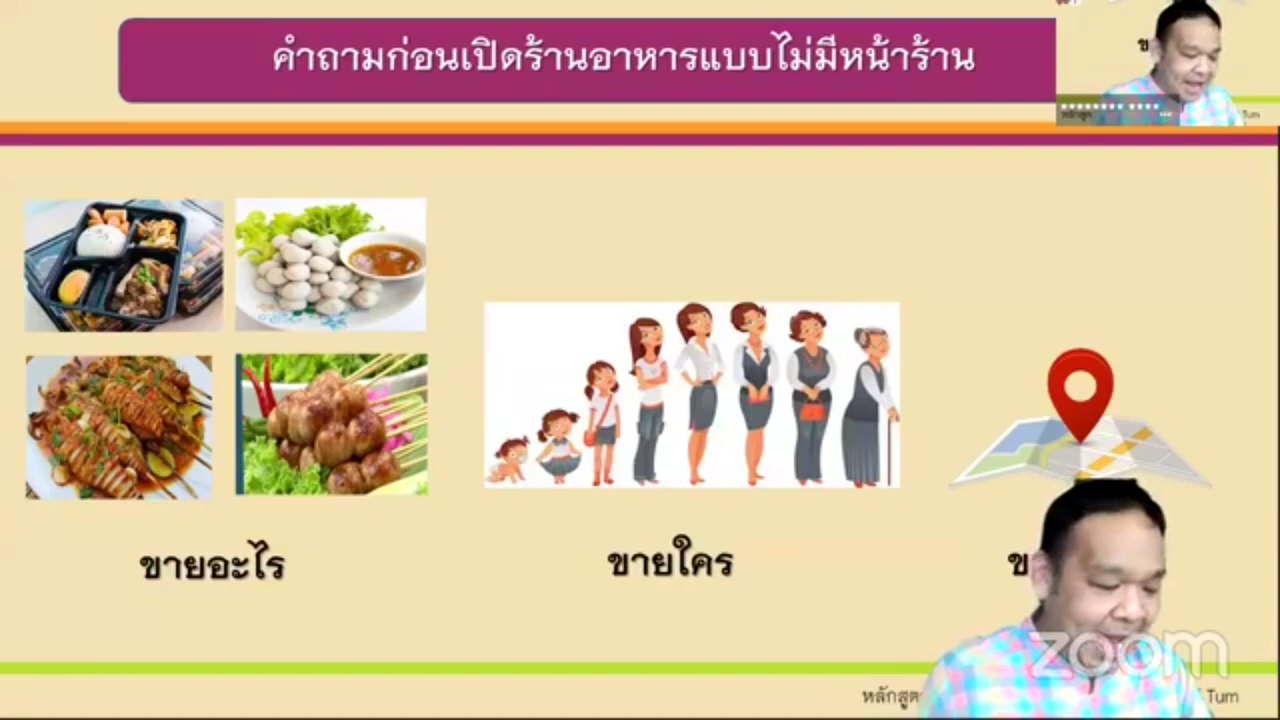 คำถามก่อนเปิดร้านอาหารแบบไม่มีหน้าร้าน
ขายอะไร
ขายใคร
zoom
Tum